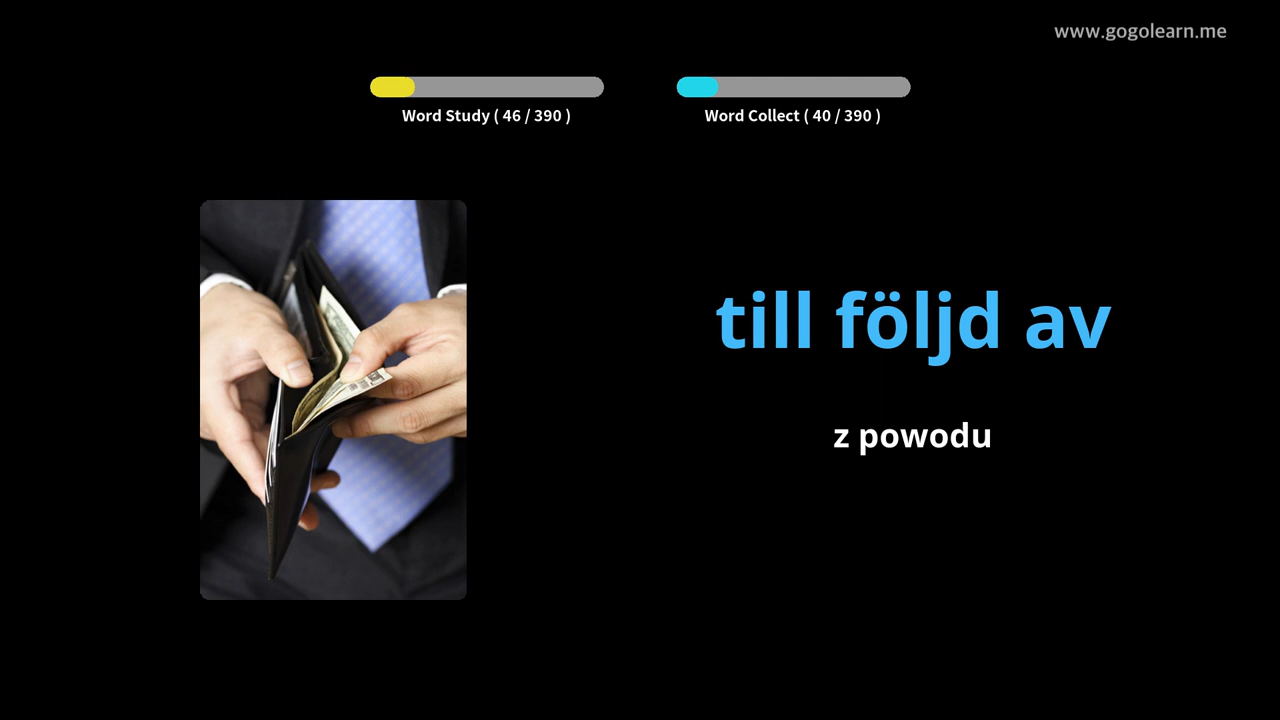 www.gogolearn.me
Word Study ( 46 / 390 )
Word Collect ( 40 / 390 )
till följd av
z powodu